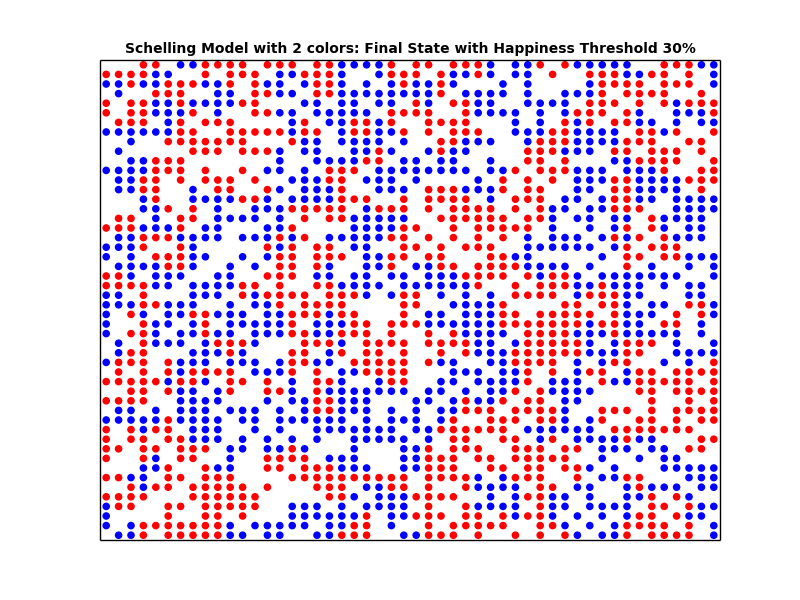 Schelling Model with 2 colors: Final State with Happiness Threshold 30%